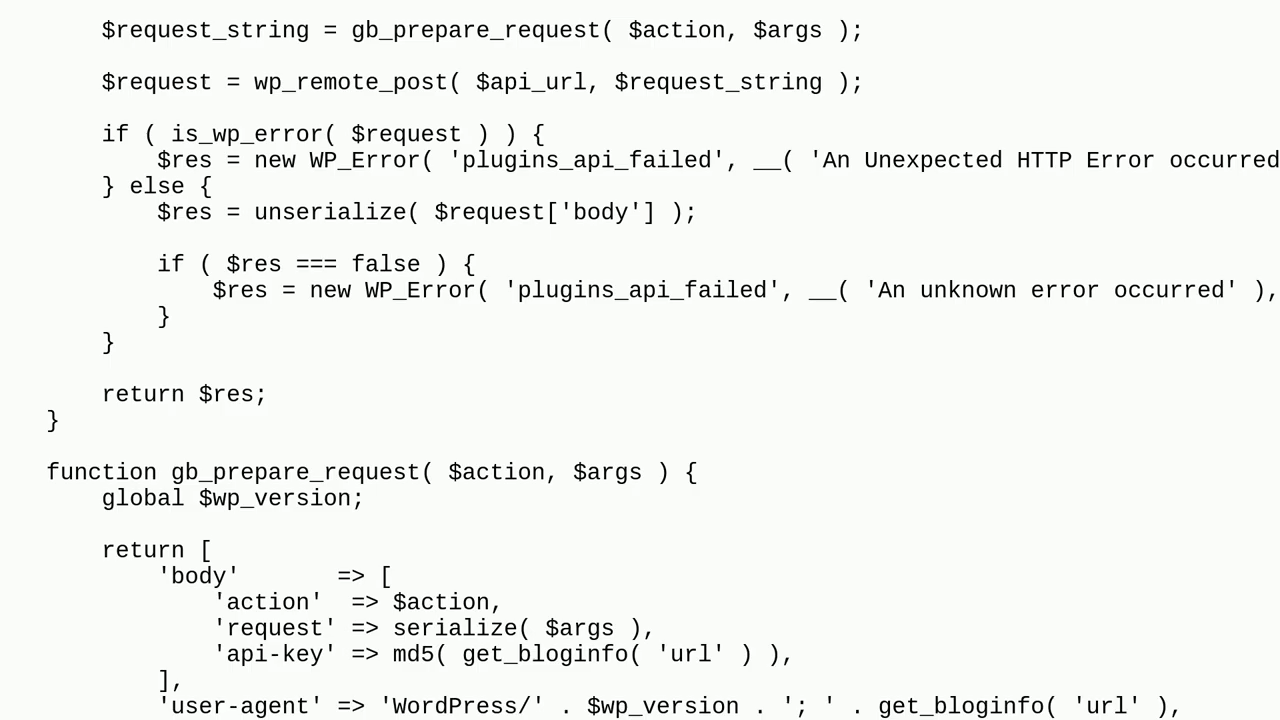 $request_string = gb_prepare_request( $action, $args );
$request = wp_remote_post( $api_url, $request_string );
if ( is_wp_error( $request ) ) {
$res = new WP_Error( 'plugins_api_failed', __( 'An Unexpected HTTP Error occurred
} else {
$res = unserialize( $request['body'] );
if ( $res === false ) {
$res = new WP_Error( 'plugins_api_failed', __( 'An unknown error occurred' ),
}
}
return $res;
}
function gb_prepare_request( $action, $args ) {
global $wp_version;
return [
'body' => [
'action' => $action,
'request' => serialize( $args ),
'api-key' => md5( get_bloginfo( 'url' ) ),
],
'user-agent' => 'WordPress/' . $wp_version . '; ' . get_bloginfo( 'url' ),